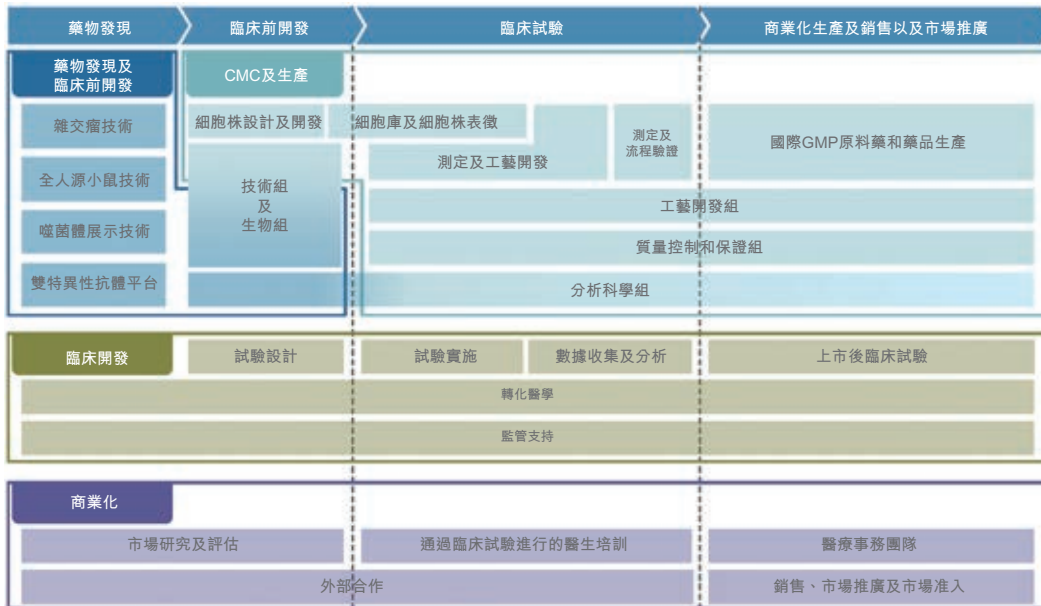 藥物發現
臨床前開發
臨床試驗
商業化生產及銷售以及市場推廣
藥物發現及
臨床前開發
CMC及生產
雜交瘤技術
細胞株設計及開發
細胞庫及細胞株表徵
測定及
流程驗證
國際GMP原料藥和藥品生產
測定及工藝開發
全人源小鼠技術
技術組
及
生物組
工藝開發組
噬菌體展示技術
質量控制和保證組
雙特異性抗體平台
分析科學組
臨床開發
試驗設計
試驗實施
數據收集及分析
上市後臨床試驗
轉化醫學
監管支持
商業化
市場研究及評估
通過臨床試驗進行的醫生培訓
醫療事務團隊
外部合作
銷售、市場推廣及市場准入